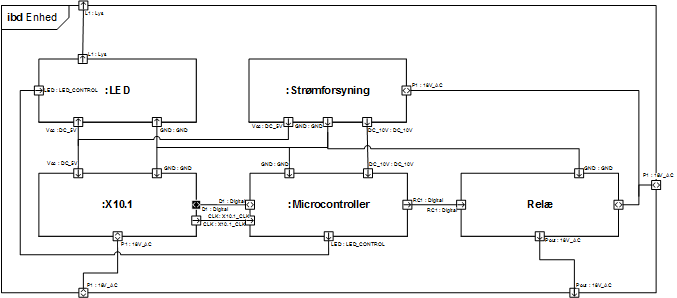 ibd Enhed
L1 : Lys
L1 : Lys
LED : LED_CONTROL
:LED
:Strømforsyning
P1 : 18V_AC
Vcc : DC_5V
GND : GND
Vcc : DC_5V
GND : GND
DC_10V : DC_10V
Vcc : DC_5V
GND : GND
GND : GND
DC_10V : DC_10V
GND : GND
P1 : 18V_AC
:X10.1
D1 : Digital
D1 : Digital
CLK : X10.1_CLK
CLK : X10.1_CLK
:Microcontroller
RC1 : Digital
RC1 : Digital
Relæ
P1 : 18V_AC
LED : LED_CONTROL
Pout : 18V_AC
P1 : 18V_AC
Pout : 18V_AC